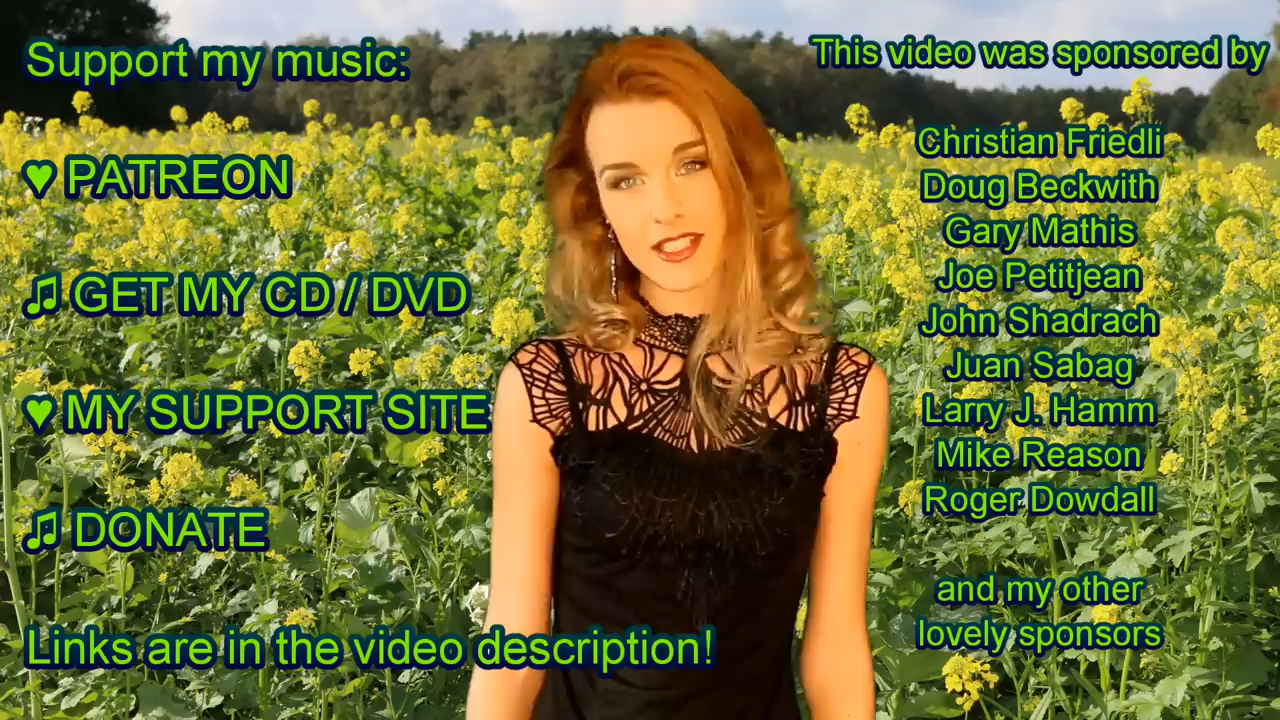 Support my music:
♥ PATREON
♫ GET MY CD / DVD
♥ MY SUPPORT SITE
♫ DONATE
Links are in the video description!
This video was sponsored by
Christian Friedli
Doug Beckwith
Gary Mathis
Joe Petitjean
John Shadrach
Juan Sabag
Larry J. Hamm
Mike Reason
Roger Dowdall
and my other
lovely sponsors